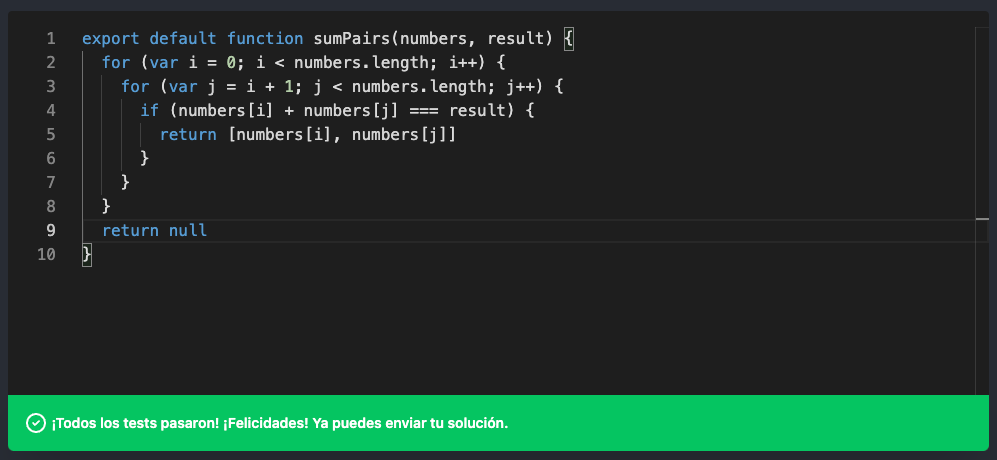 1 export default function sumPairs(numbers, result) {
2   for (var i = 0; i < numbers.length; i++) {
3     for (var j = i + 1; j < numbers.length; j++) {
4       if (numbers[i] + numbers[j] === result) {
5         return [numbers[i], numbers[j]]
6       }
7     }
8   }
9   return null
10 }
¡Todos los tests pasaron! ¡Felicidades! Ya puedes enviar tu solución.